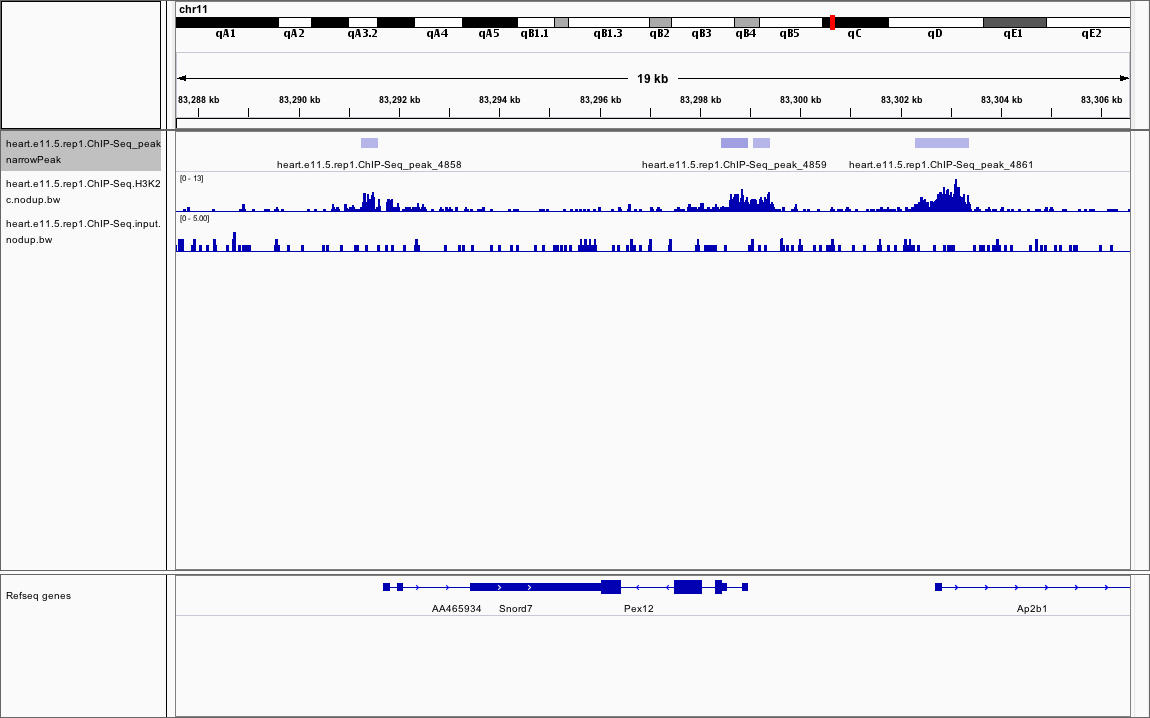 chr11
qA1 qA2 qA3.2 qA4 qA5 qB1.1 qB1.3 qB2 qB3 qB4 qB5 qC qD qE1 qE2
19 kb
83,288 kb 83,290 kb 83,292 kb 83,294 kb 83,296 kb 83,298 kb 83,300 kb 83,302 kb 83,304 kb 83,306 kb
heart.e11.5.rep1.ChIP-Seq_peak
narrowPeak
heart.e11.5.rep1.ChIP-Seq_peak_4858 heart.e11.5.rep1.ChIP-Seq_peak_4859 heart.e11.5.rep1.ChIP-Seq_peak_4861
heart.e11.5.rep1.ChIP-Seq.H3K2
c.nodup.bw
[0 - 13]
heart.e11.5.rep1.ChIP-Seq.input.
nodup.bw
[0 - 5.00]
Refseq genes
AA465934 Snord7 Pex12 Ap2b1